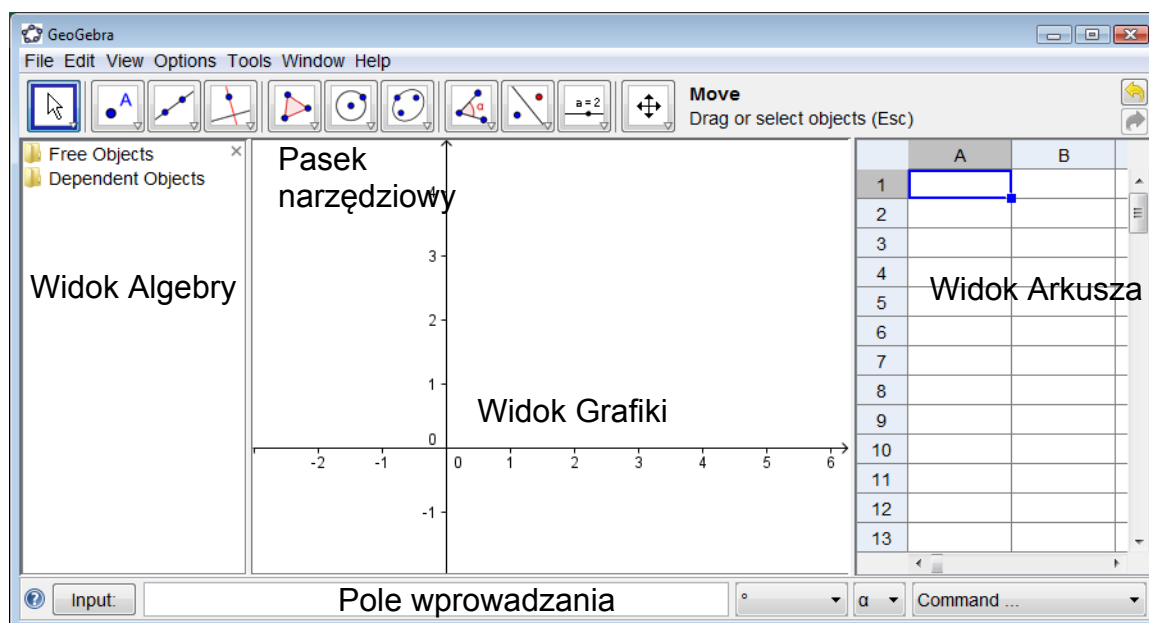 GeoGebra
File Edit View Options Tools Window Help
A
α
a = 2
Move
Drag or select objects (Esc)
Free Objects
Dependent Objects
Widok Algebry
Pasek
narzędziowy
4
3
2
1
0
-2 -1 0 1 2 3 4 5 6
-1
Widok Grafiki
A B
1
2
3
4
5
6
7
8
9
10
11
12
13
Widok Arkusza
Input:
Pole wprowadzania
°
α
Command ...